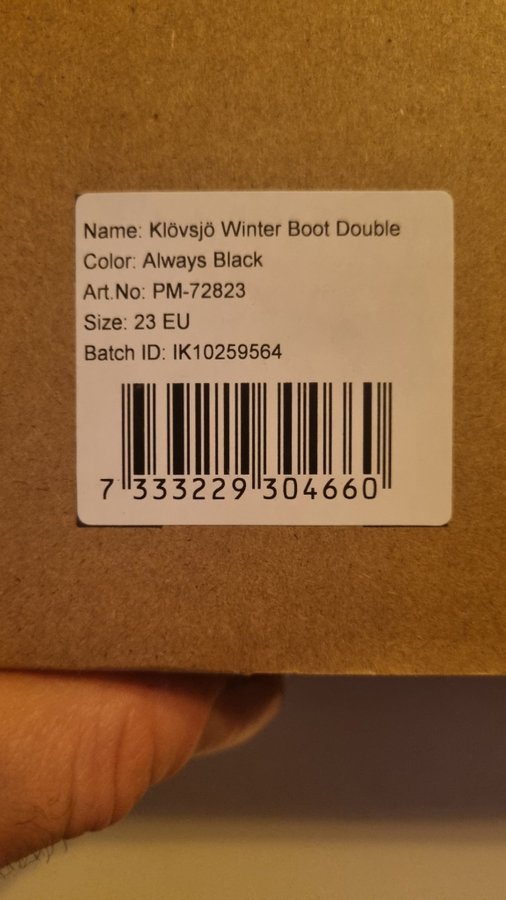 Name: Klövsjö Winter Boot Double
Color: Always Black
Art.No: PM-72823
Size: 23 EU
Batch ID: IK10259564
7 333229 304660